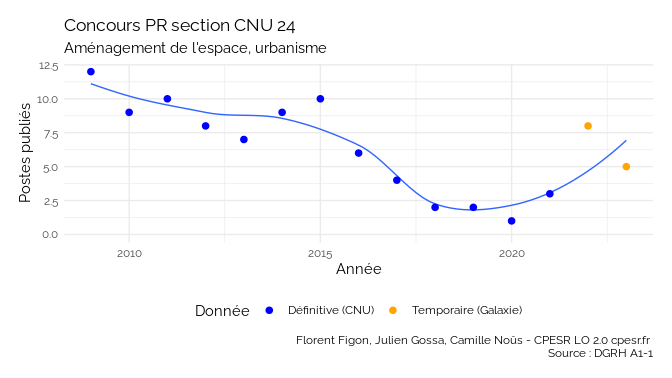 Concours PR section CNU 24
Aménagement de l'espace, urbanisme
12.5
10.0
7.5
5.0
2.5
0.0
Postes publiés
2010
2015
2020
Année
Donnée
Définitive (CNU)
Temporaire (Galaxie)
Florent Figon, Julien Gossa, Camille Noûs - CPESR LO 2.0 cpesr.fr
Source : DGRH A1-1